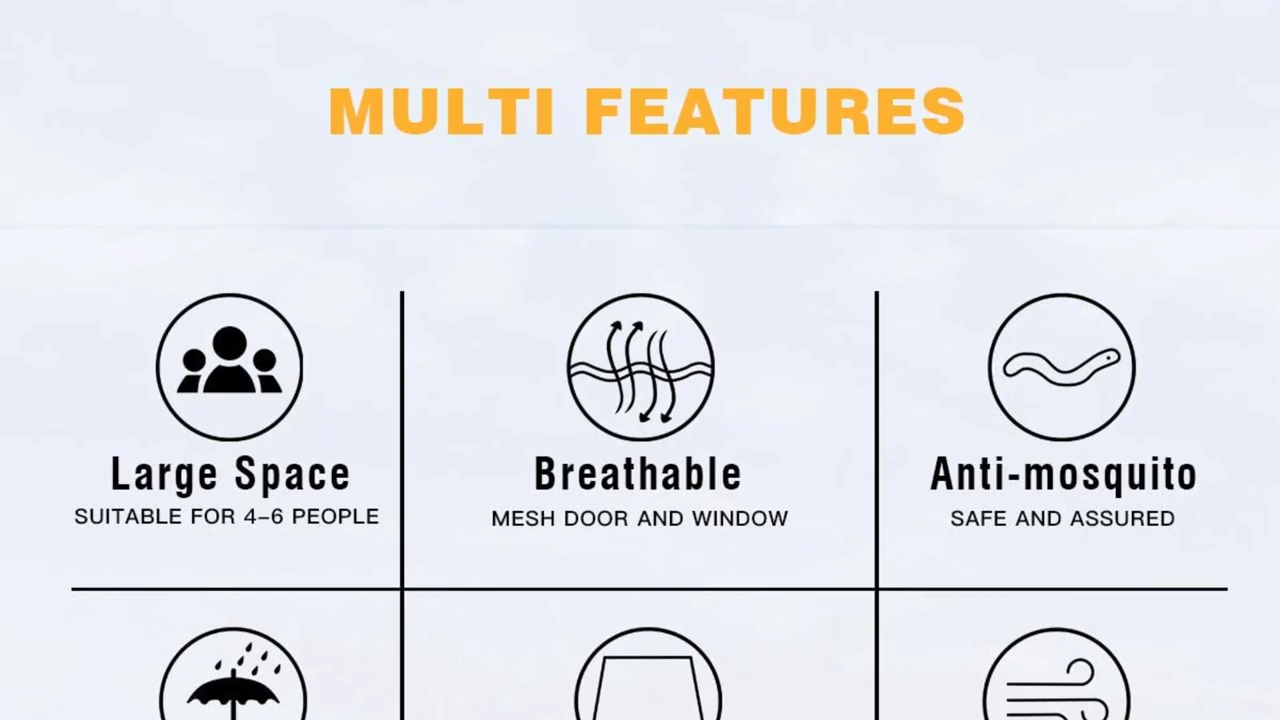 MULTI FEATURES
Large Space
SUITABLE FOR 4-6 PEOPLE
Breathable
MESH DOOR AND WINDOW
Anti-mosquito
SAFE AND ASSURED